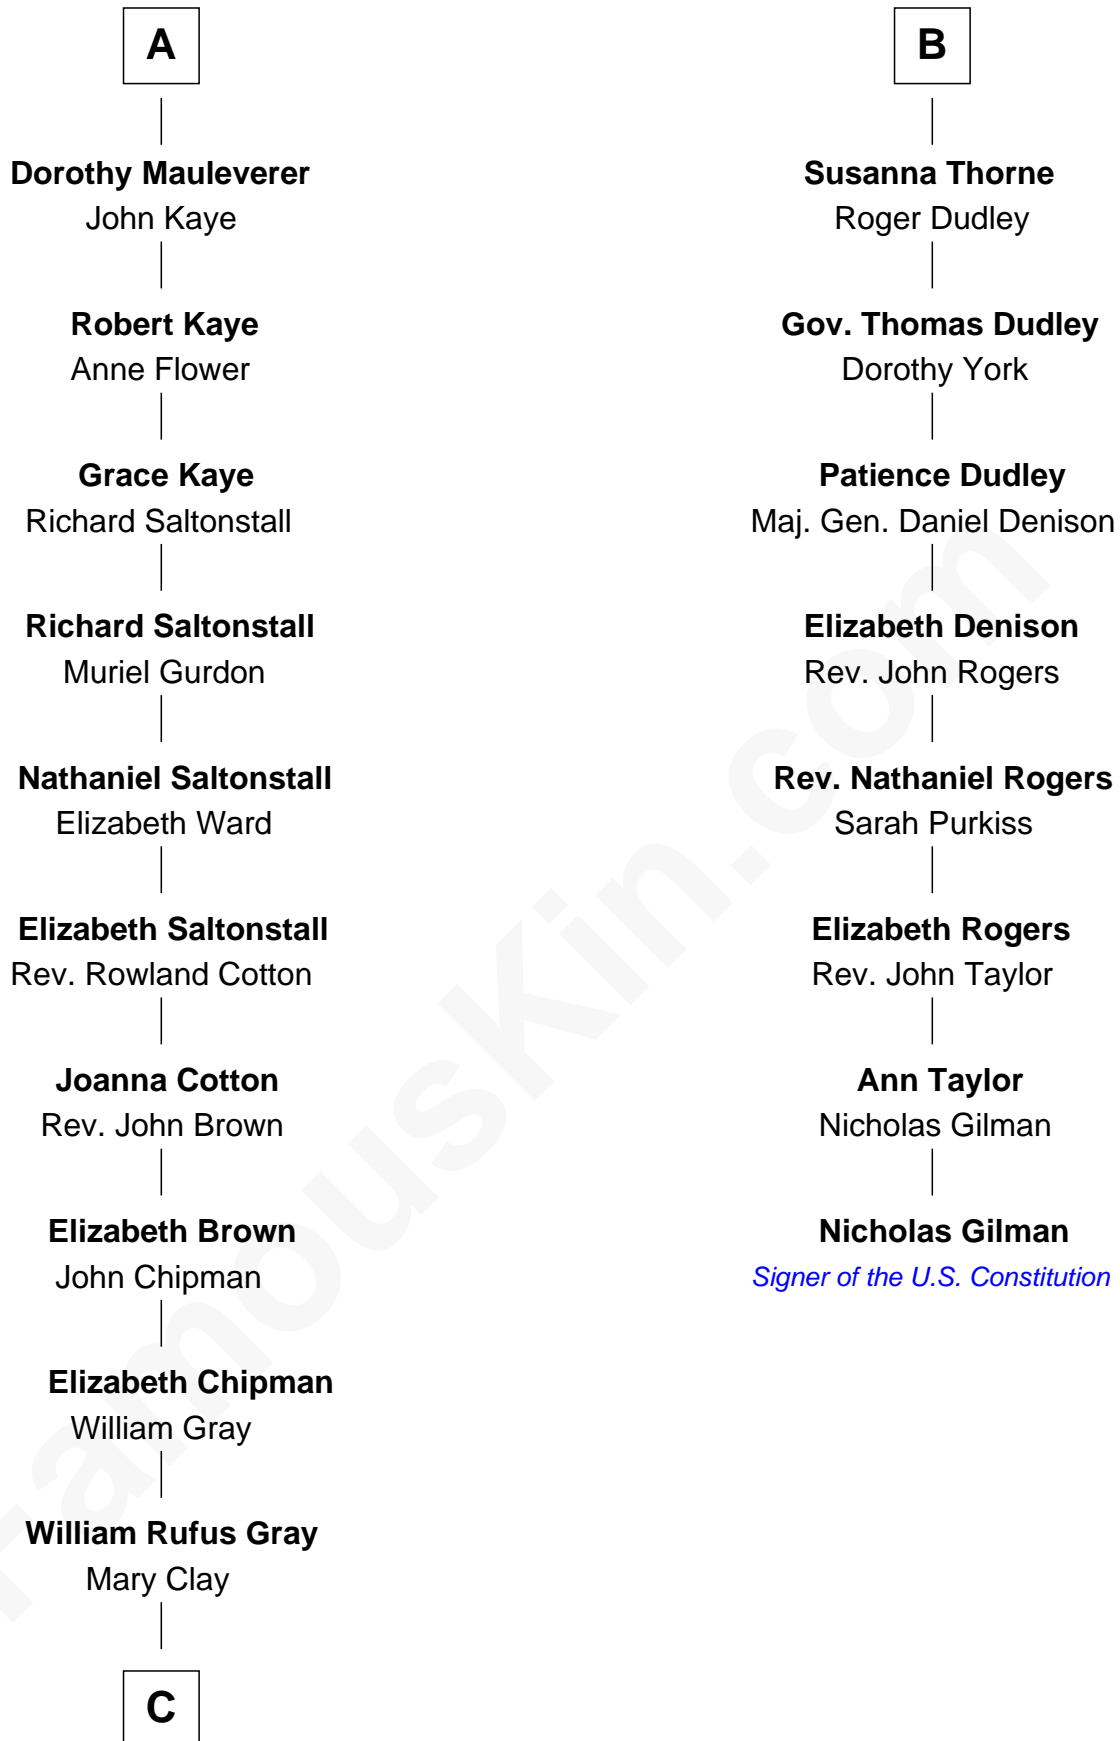 A
Dorothy Mauleverer
John Kaye
Robert Kaye
Anne Flower
Grace Kaye
Richard Saltonstall
Richard Saltonstall
Muriel Gurdon
Nathaniel Saltonstall
Elizabeth Ward
Elizabeth Saltonstall
Rev. Rowland Cotton
Joanna Cotton
Rev. John Brown
Elizabeth Brown
John Chipman
Elizabeth Chipman
William Gray
William Rufus Gray
Mary Clay
C
B
Susanna Thorne
Roger Dudley
Gov. Thomas Dudley
Dorothy York
Patience Dudley
Maj. Gen. Daniel Denison
Elizabeth Denison
Rev. John Rogers
Rev. Nathaniel Rogers
Sarah Purkiss
Elizabeth Rogers
Rev. John Taylor
Ann Taylor
Nicholas Gilman
Nicholas Gilman
Signer of the U.S. Constitution
FamousKin.com